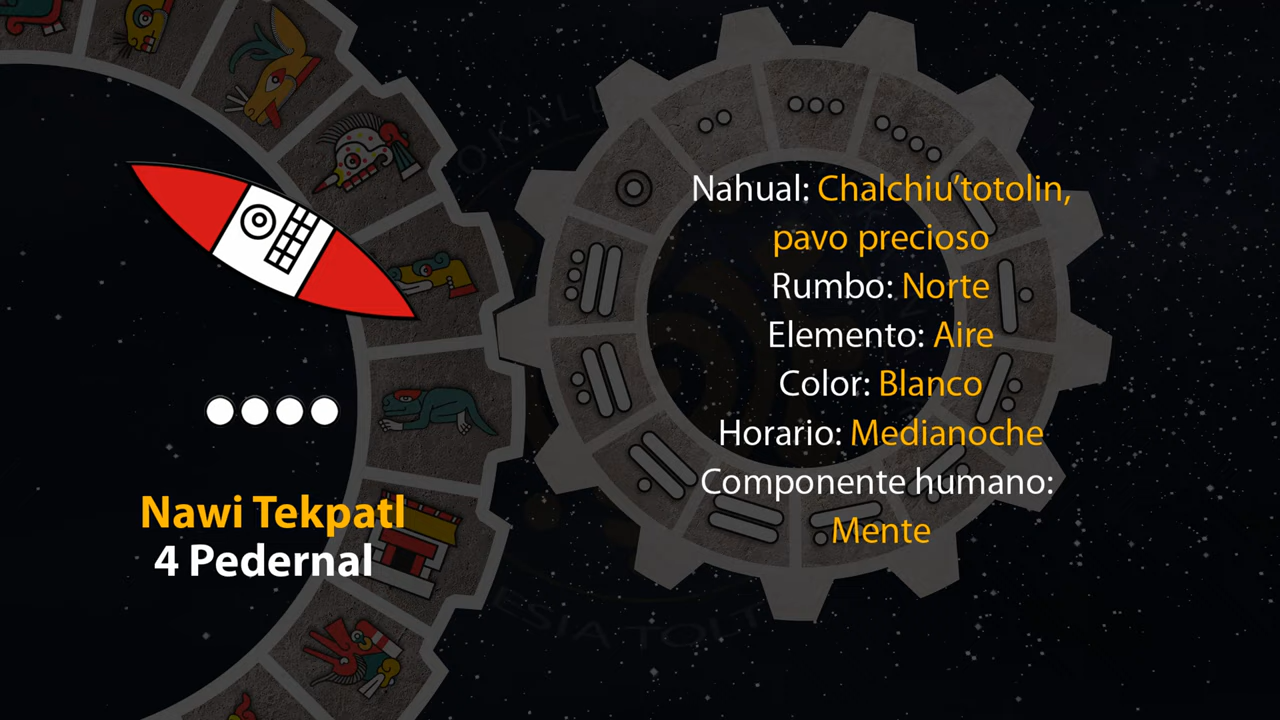 Nahual: Chalchiu’totolin,
pavo precioso
Rumbo: Norte
Elemento: Aire
Color: Blanco
Horario: Medianoche
Componente humano:
Mente
Nawi Tekpatl
4 Pedernal